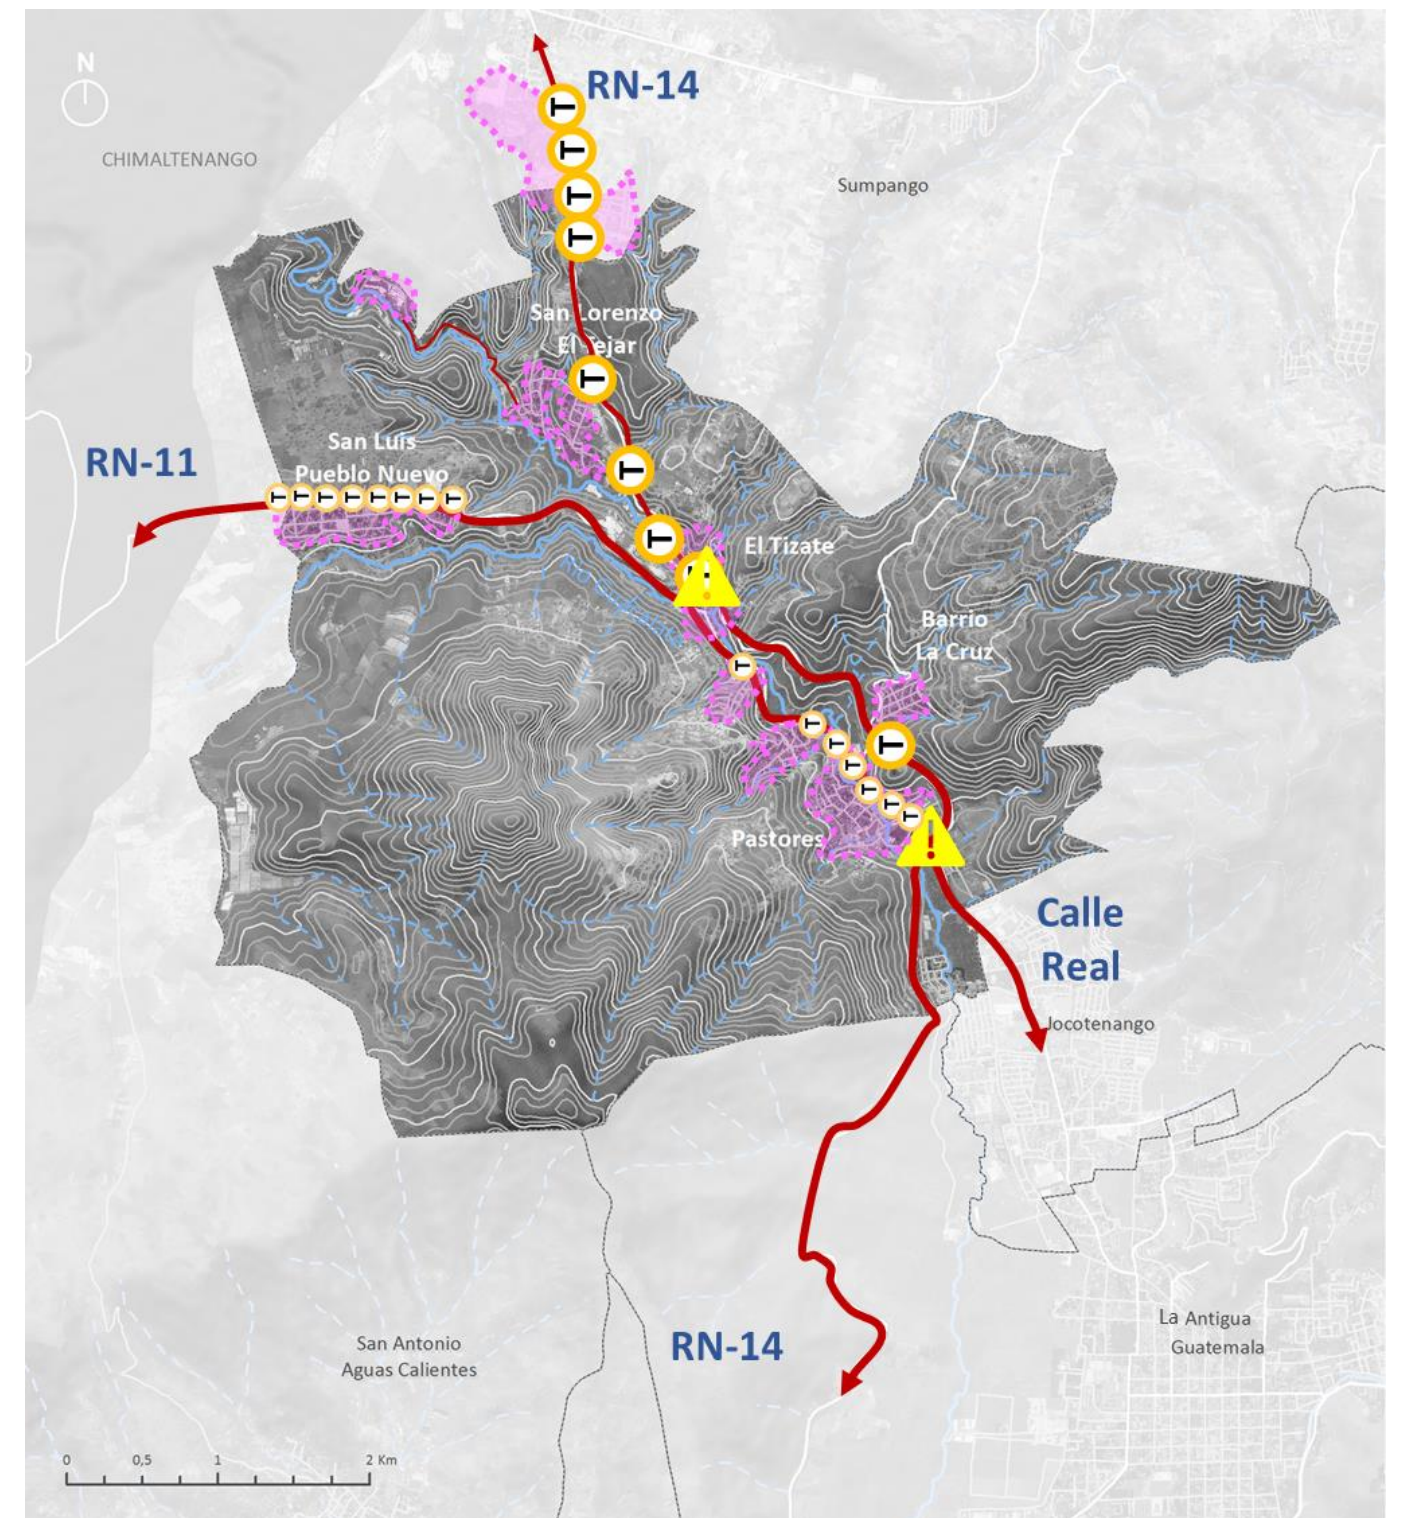 N
RN-14
CHIMALTENANGO
Sumpango
T
T
T
T
San Lorenzo
El Tejar
T
San Luis
Pueblo Nuevo
RN-11
T
T T T T T T T T
T
El Tizate
!
Barrio
La Cruz
T
T
T
T
T
T
T
T
Pastores
!
Calle
Real
Jocotenango
La Antigua
Guatemala
RN-14
San Antonio
Aguas Calientes
0 0,5 1 2 Km